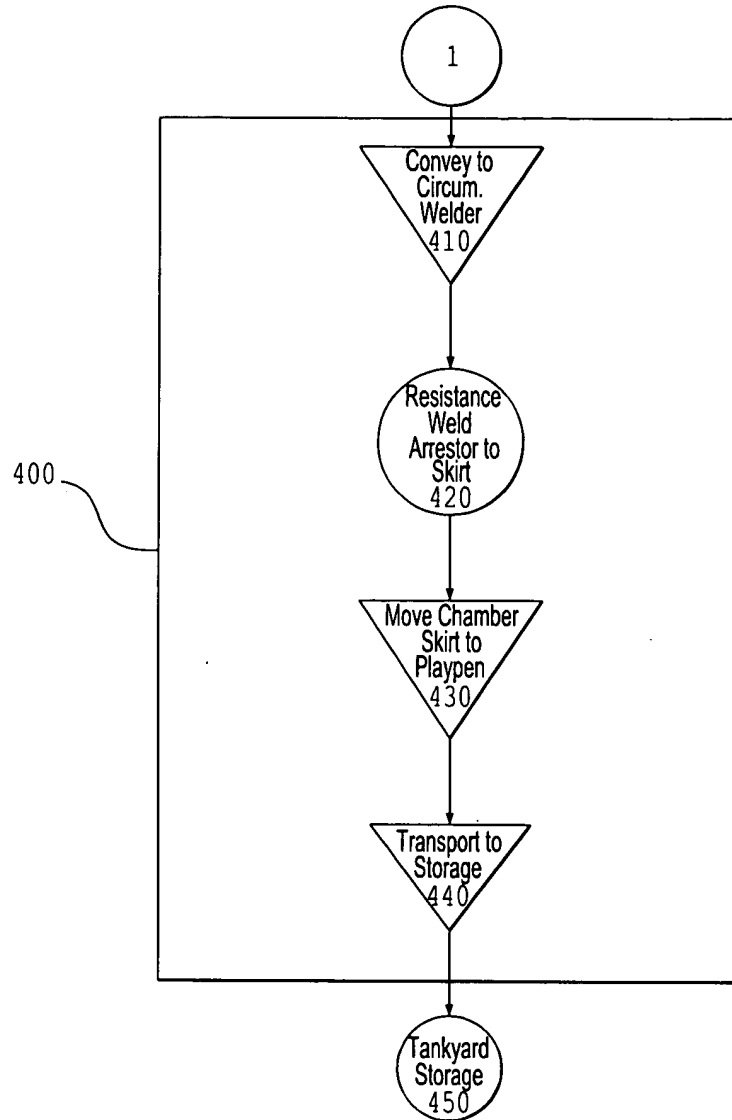 1
Convey to
Circum.
Welder
410
Resistance
Weld
Arrestor to
Skirt
420
400
Move Chamber
Skirt to
Playpen
430
Transport to
Storage
440
Tankyard
Storage
450